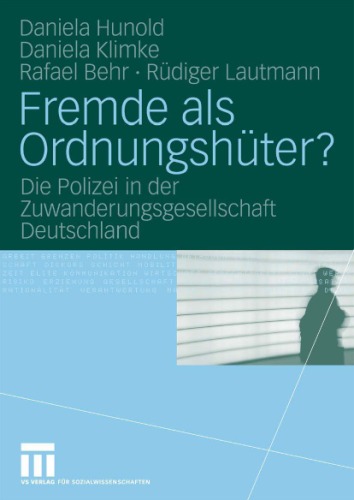 Daniela Hunold
Daniela Klimke
Rafael Behr · Rüdiger Lautmann
Fremde als
Ordnungshüter?
Die Polizei in der
Zuwanderungsgesellschaft
Deutschland
VS VERLAG FÜR SOZIALWISSENSCHAFTEN